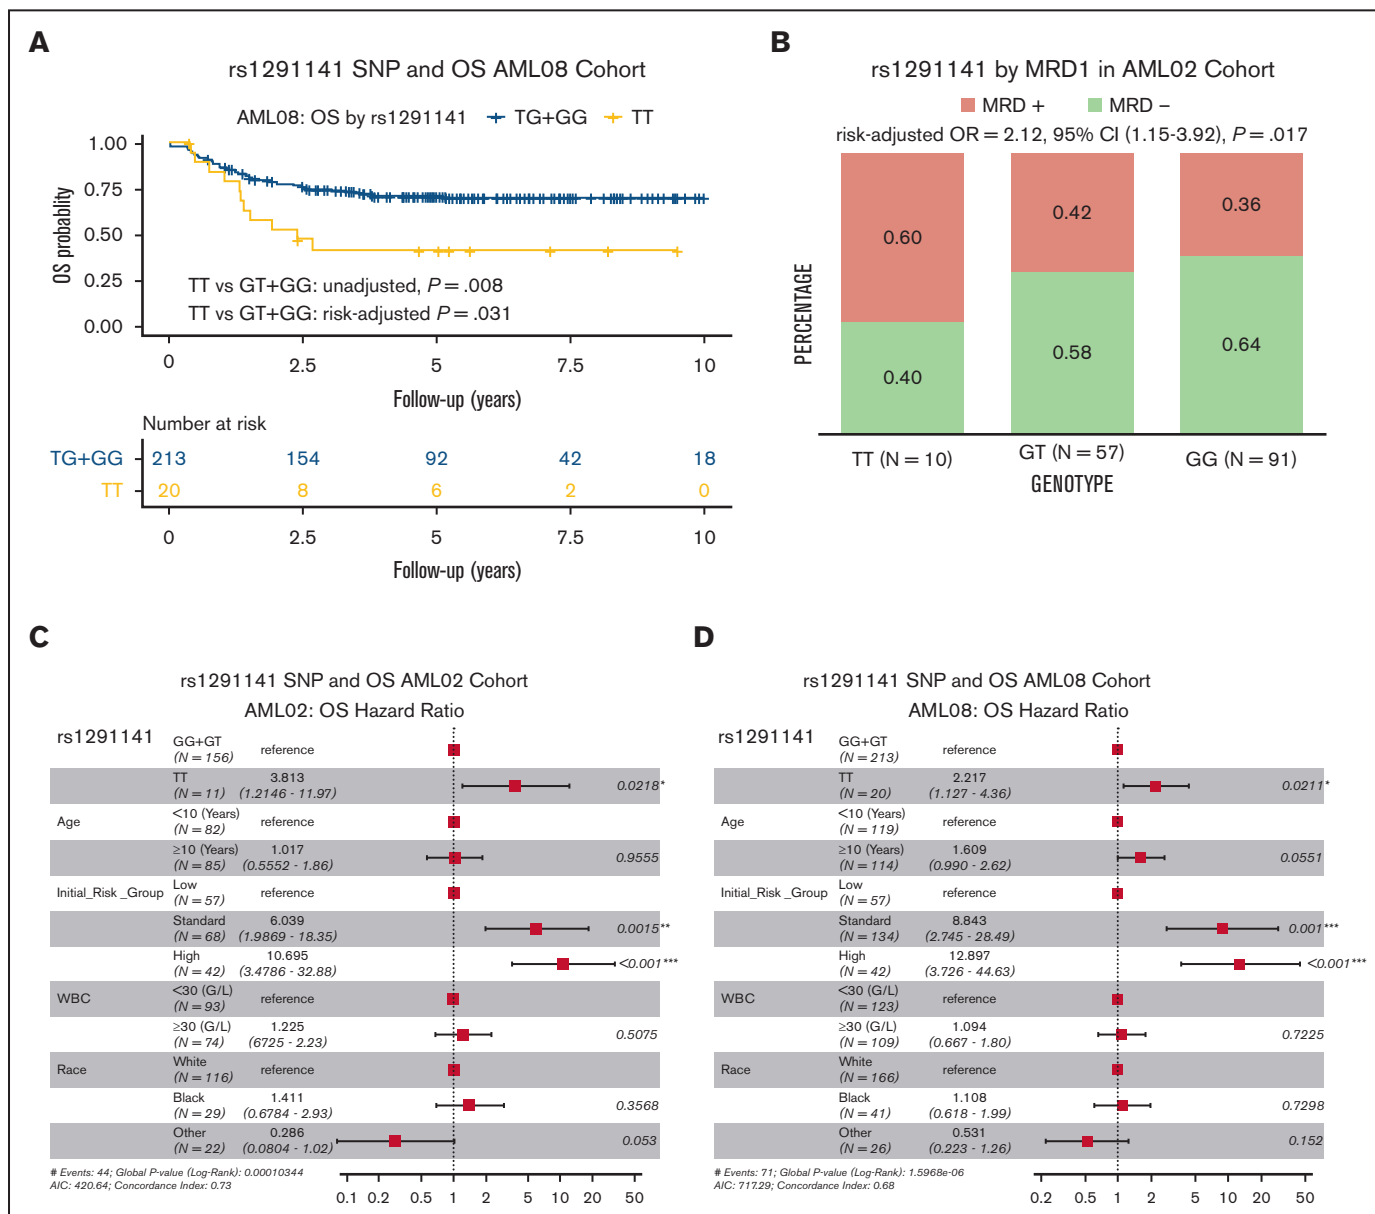 A
rs1291141 SNP and OS AML08 Cohort
AML08: OS by rs1291141 TG+GG TT
OS probablity
1.00
0.75
0.50
0.25
0.00
TT vs GT+GG: unadjusted, P = .008
TT vs GT+GG: risk-adjusted P = .031
0 2.5 5 7.5 10
Follow-up (years)
Number at risk
TG+GG 213 154 92 42 18
TT 20 8 6 2 0
0 2.5 5 7.5 10
Follow-up (years)
B
rs1291141 by MRD1 in AML02 Cohort
MRD + MRD −
risk-adjusted OR = 2.12, 95% CI (1.15-3.92), P = .017
PERCENTAGE
0.60 0.42 0.36
0.40 0.58 0.64
TT (N = 10) GT (N = 57) GG (N = 91)
GENOTYPE
C
rs1291141 SNP and OS AML02 Cohort
AML02: OS Hazard Ratio
rs1291141 GG+GT reference
(N = 156)
TT 3.813
(N = 11) (1.2146 - 11.97) 0.0218*
Age <10 (Years) reference
(N = 82)
≥10 (Years) 1.017
(N = 85) (0.5552 - 1.86) 0.9555
Initial_Risk_Group Low reference
(N = 57)
Standard 6.039
(N = 68) (1.9869 - 18.35) 0.0015**
High 10.695
(N = 42) (3.4786 - 32.88) <0.001***
WBC <30 (G/L) reference
(N = 93)
≥30 (G/L) 1.225
(N = 74) (6725 - 2.23) 0.5075
Race White reference
(N = 116)
Black 1.411
(N = 29) (0.6784 - 2.93) 0.3568
Other 0.286
(N = 22) (0.0804 - 1.02) 0.053
# Events: 44; Global P-value (Log-Rank): 0.00010344
AIC: 420.64; Concordance Index: 0.73
0.1 0.2 0.5 1 2 5 10 20 50
D
rs1291141 SNP and OS AML08 Cohort
AML08: OS Hazard Ratio
rs1291141 GG+GT reference
(N = 213)
TT 2.217
(N = 20) (1.127 - 4.36) 0.0211*
Age <10 (Years) reference
(N = 119)
≥10 (Years) 1.609
(N = 114) (0.990 - 2.62) 0.0551
Initial_Risk_Group Low reference
(N = 57)
Standard 8.843
(N = 134) (2.745 - 28.49) 0.001***
High 12.897
(N = 42) (3.726 - 44.63) <0.001***
WBC <30 (G/L) reference
(N = 123)
≥30 (G/L) 1.094
(N = 109) (0.667 - 1.80) 0.7225
Race White reference
(N = 166)
Black 1.108
(N = 41) (0.618 - 1.99) 0.7298
Other 0.531
(N = 26) (0.223 - 1.26) 0.152
# Events: 71; Global P-value (Log-Rank): 1.5968e-06
AIC: 717.29; Concordance Index: 0.68
0.2 0.5 1 2 5 10 20 50